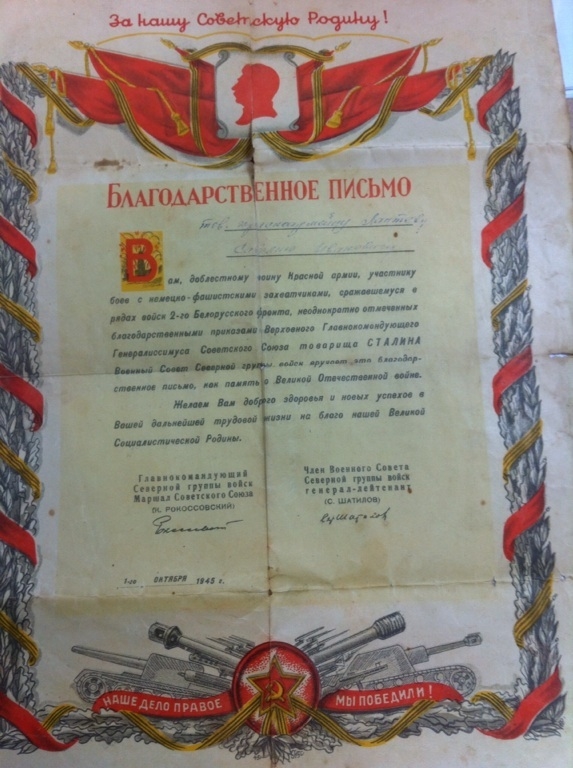 За нашу Советскую Родину!
БЛАГОДАРСТВЕННОЕ ПИСЬМО
тов.
Вам, доблестному воину Красной армии, участнику
боев с немецко-фашистскими захватчиками, сражавшемуся в
рядах войск 2-го Белорусского фронта, неоднократно отмеченных
благодарственными приказами Верховного Главнокомандующего
Генералиссимуса Советского Союза товарища СТАЛИНА
Военный Совет Северной группы войск вручает это благодар-
ственное письмо, как память о Великой Отечественной войне.
Желаем Вам доброго здоровья и новых успехов в
Вашей дальнейшей трудовой жизни на благо нашей Великой
Социалистической Родины.
Главнокомандующий
Северной группы войск
Маршал Советского Союза
(К. РОКОССОВСКИЙ)
Член Военного Совета
Северной группы войск
генерал-лейтенант
(С. ШАТИЛОВ)
1-го ОКТЯБРЯ 1945 г.
НАШЕ ДЕЛО ПРАВОЕ МЫ ПОБЕДИЛИ!